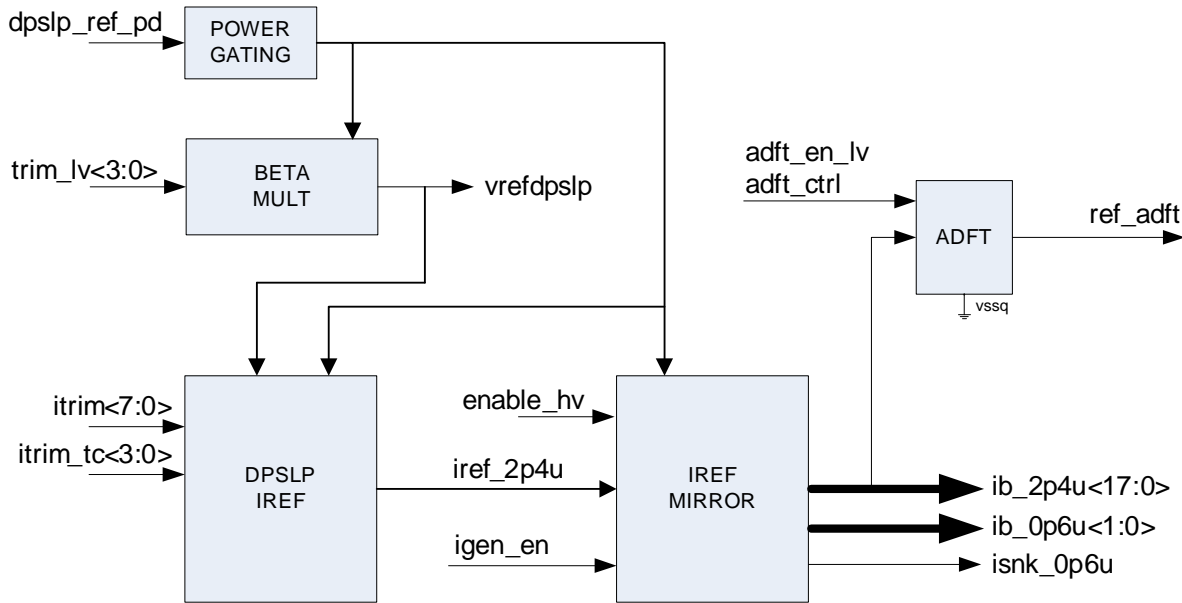 dpslp_ref_pd
POWER
GATING
trim_lv<3:0>
BETA
MULT
vrefdpslp
adft_en_lv
adft_ctrl
ADFT
ref_adft
vssq
itrim<7:0>
itrim_tc<3:0>
DPSLP
IREF
iref_2p4u
enable_hv
igen_en
IREF
MIRROR
ib_2p4u<17:0>
ib_0p6u<1:0>
isnk_0p6u